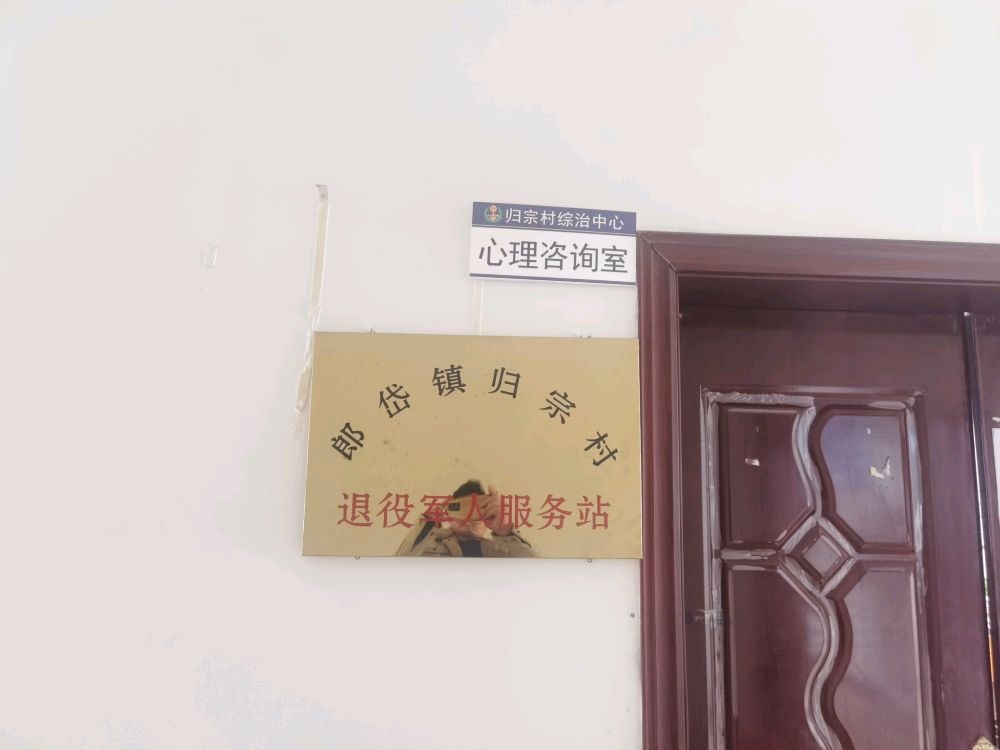 归宗村综治中心
心理咨询室
郎岱镇归宗村
退役军人服务站